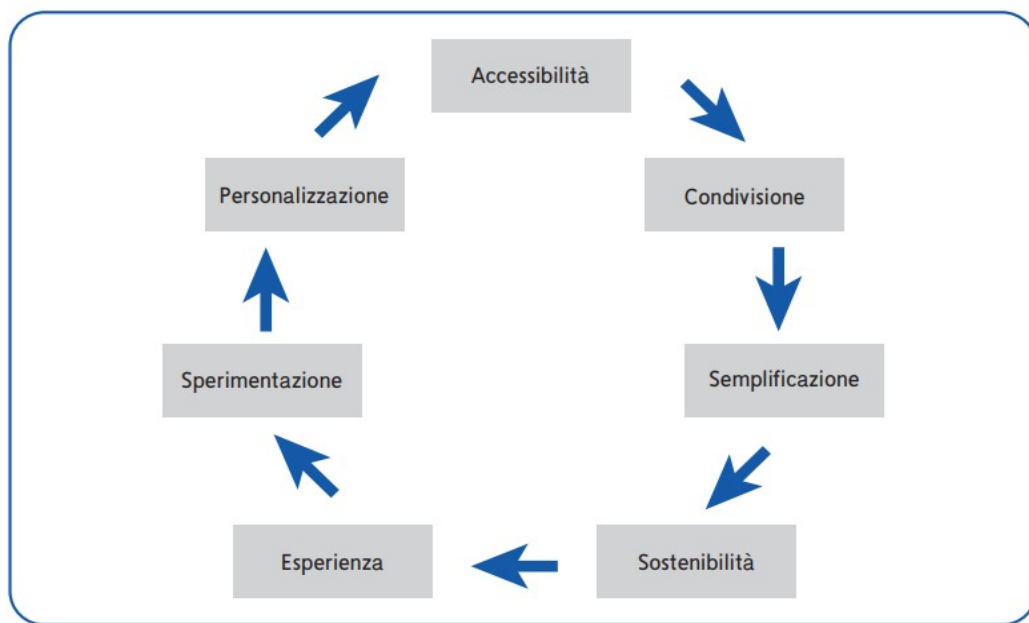 Accessibilità
Condivisione
Semplificazione
Sostenibilità
Esperienza
Sperimentazione
Personalizzazione